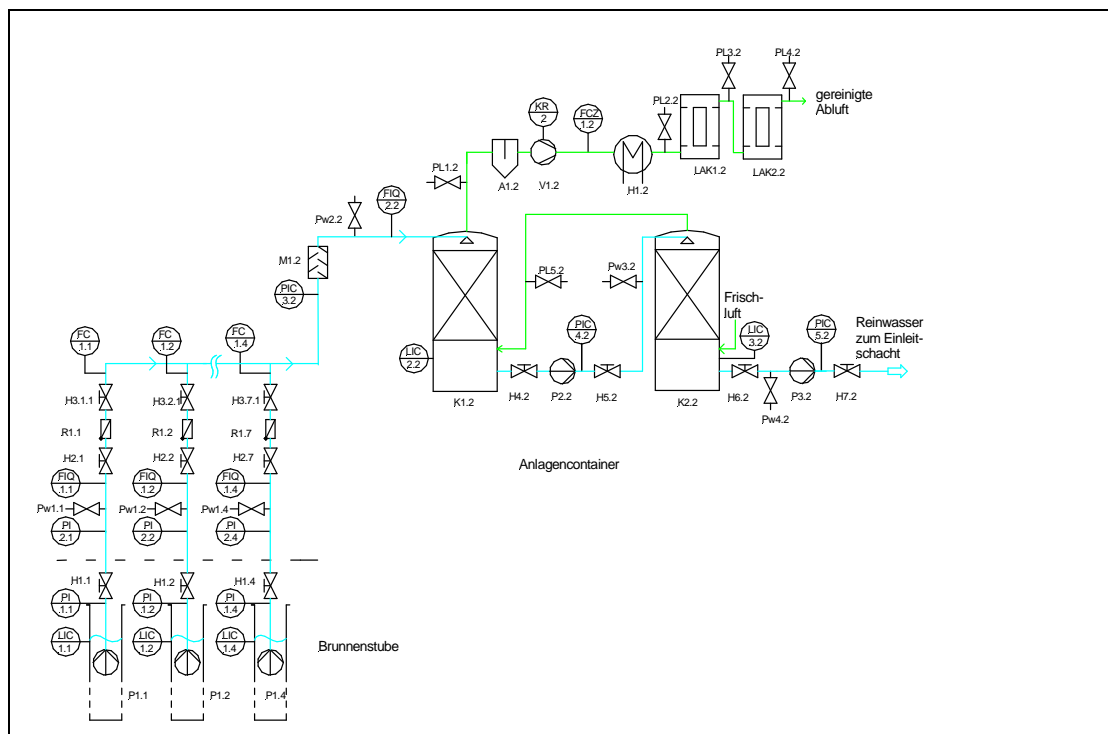 PL3.2
PL4.2
gereinigte
Abluft
KR
2
FCZ
1.2
PL2.2
PL1.2
A1.2
V1.2
H1.2
LAK1.2
LAK2.2
FIQ
2.2
Pw2.2
M1.2
PIC
3.2
PL5.2
Pw3.2
Frisch-
luft
FC
1.1
FC
1.2
FC
1.4
LIC
2.2
PIC
4.2
LIC
3.2
PIC
5.2
Reinwasser
zum Einleit-
schacht
K1.2
H4.2
P2.2
H5.2
K2.2
H6.2
Pw4.2
P3.2
H7.2
H3.1.1
H3.2.1
H3.7.1
R1.1
R1.2
R1.7
H2.1
H2.2
H2.7
Anlagencontainer
FIQ
1.1
FIQ
1.2
FIQ
1.4
Pw1.1
Pw1.2
Pw1.4
PI
2.1
PI
2.2
PI
2.4
H1.1
H1.2
H1.4
PI
1.1
PI
1.2
PI
1.4
LIC
1.1
LIC
1.2
LIC
1.4
Brunnenstube
P1.1
P1.2
P1.4